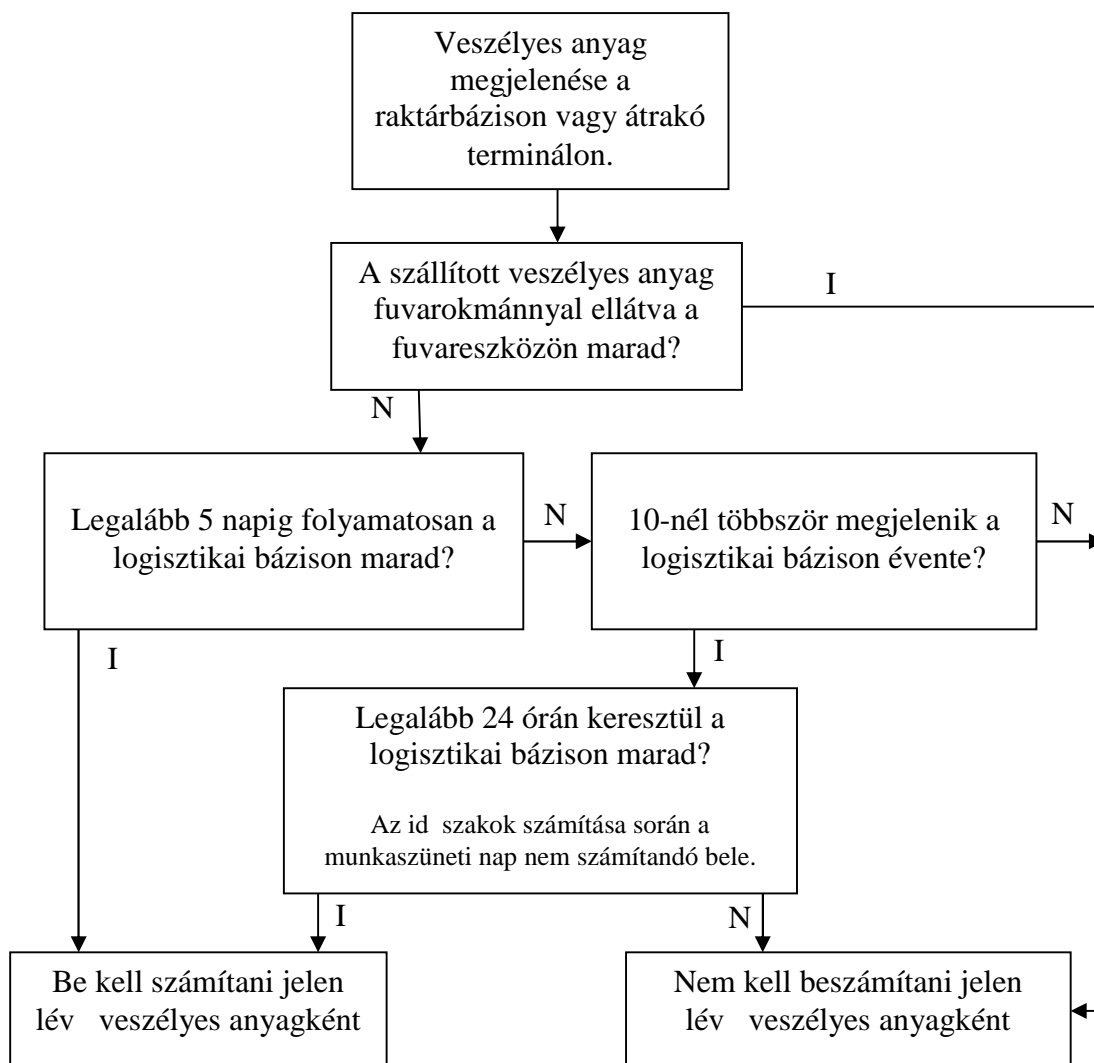 Veszélyes anyag
megjelenése a
raktárbázison vagy átrakó
terminálon.
A szállított veszélyes anyag
fuvarokmánnyal ellátva a
fuvareszközön marad?
I
N
Legalább 5 napig folyamatosan a
logisztikai bázison marad?
N
10-nél többször megjelenik a
logisztikai bázison évente?
N
I
I
Legalább 24 órán keresztül a
logisztikai bázison marad?
Az id szakok számítása során a
munkaszüneti nap nem számítandó bele.
I
N
Be kell számítani jelen
lév veszélyes anyagként
Nem kell beszámítani jelen
lév veszélyes anyagként